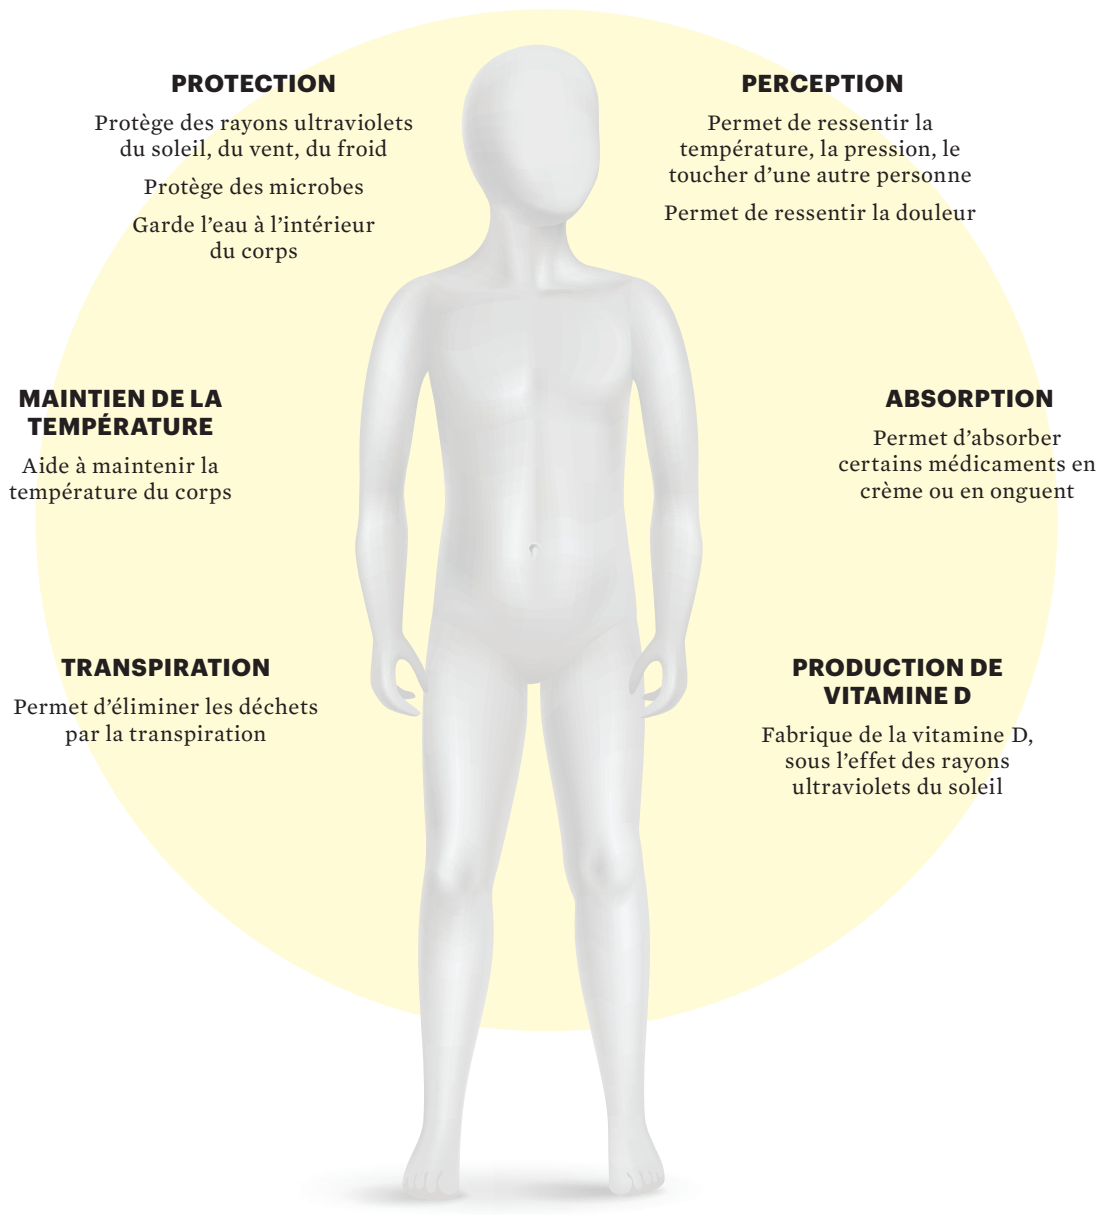 PROTECTION
Protège des rayons ultraviolets
du soleil, du vent, du froid
Protège des microbes
Garde l’eau à l’intérieur
du corps
PERCEPTION
Permet de ressentir la
température, la pression, le
toucher d’une autre personne
Permet de ressentir la douleur
MAINTIEN DE LA
TEMPÉRATURE
Aide à maintenir la
température du corps
ABSORPTION
Permet d’absorber
certains médicaments en
crème ou en onguent
TRANSPIRATION
Permet d’éliminer les déchets
par la transpiration
PRODUCTION DE
VITAMINE D
Fabrique de la vitamine D,
sous l’effet des rayons
ultraviolets du soleil